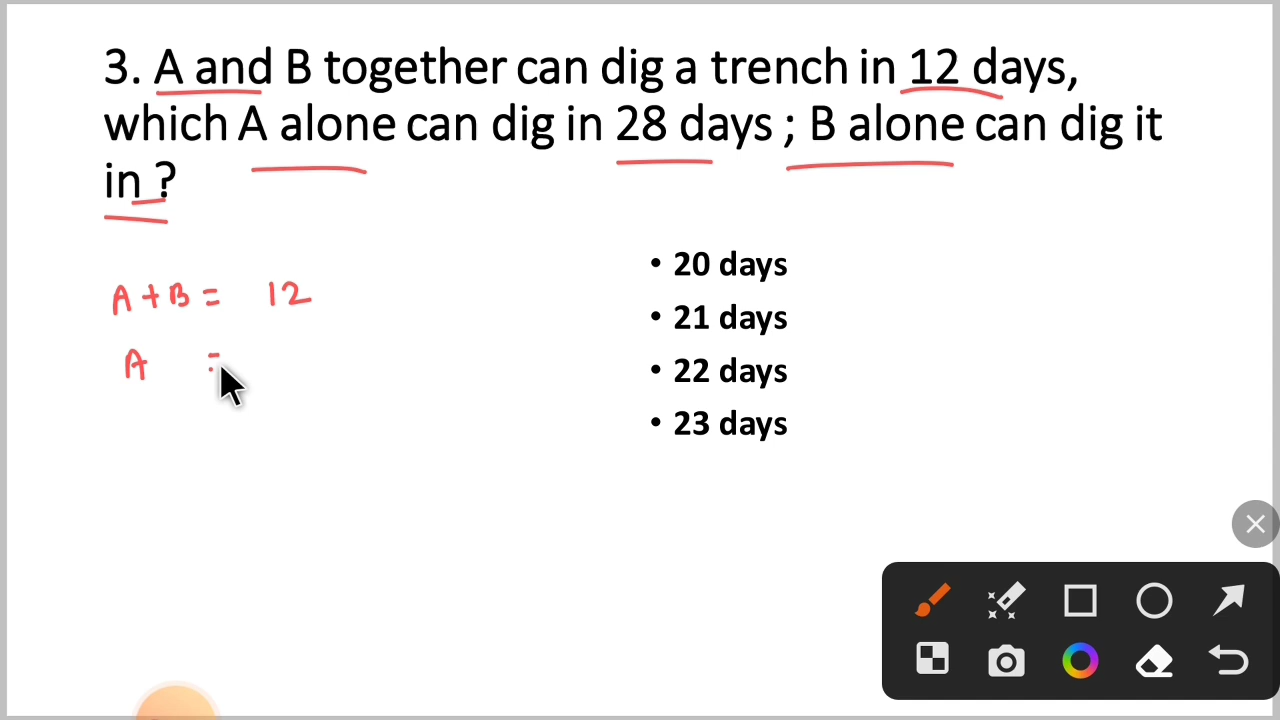 3. A and B together can dig a trench in 12 days,
which A alone can dig in 28 days ; B alone can dig it
in ?
A + B = 12
A =
• 20 days
• 21 days
• 22 days
• 23 days